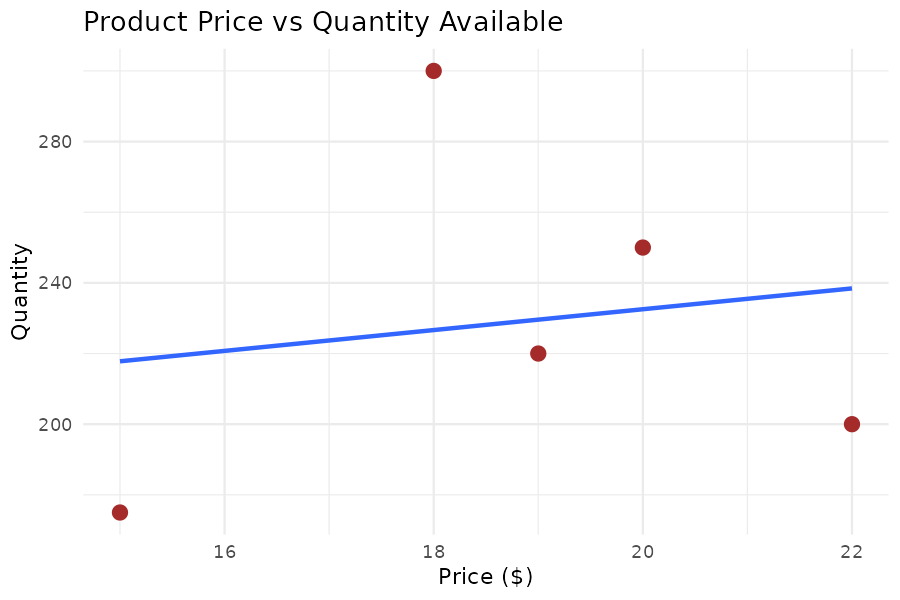 Product Price vs Quantity Available
Quantity
280
240
200
16 18 20 22
Price ($)